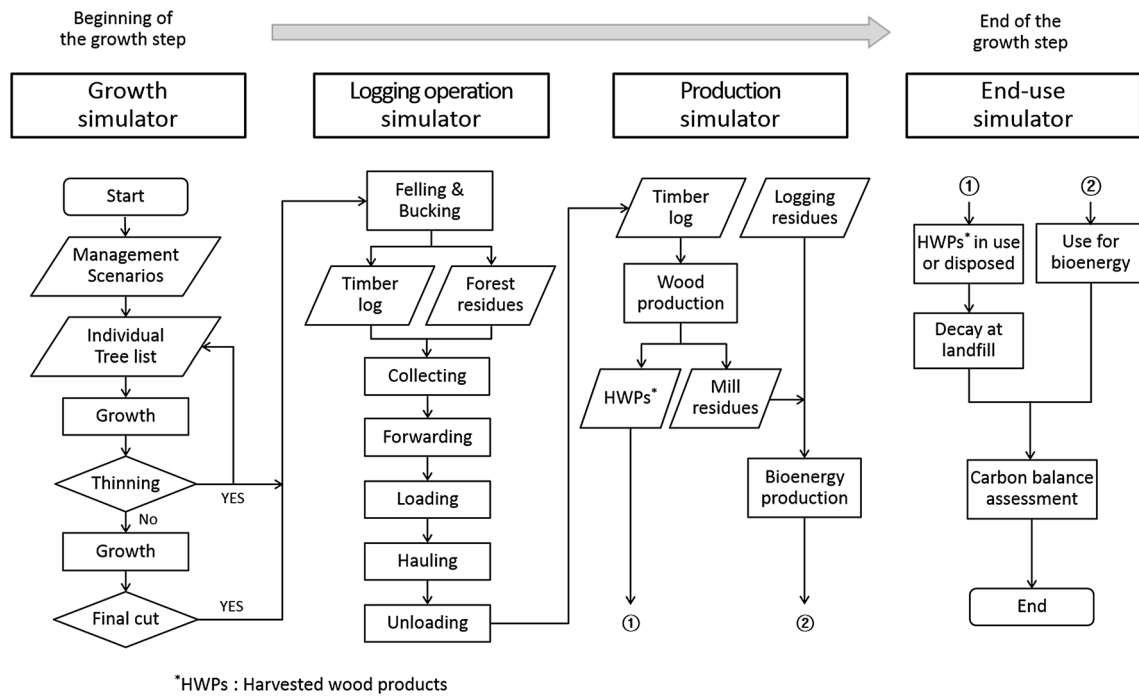 Beginning of
the growth step
End of the
growth step
Growth
simulator
Logging operation
simulator
Production
simulator
End-use
simulator
Start
Management
Scenarios
Individual
Tree list
Growth
Thinning
YES
No
Growth
Final cut
YES
Felling &
Bucking
Timber
log
Forest
residues
Collecting
Forwarding
Loading
Hauling
Unloading
Timber
log
Logging
residues
Wood
production
HWPs*
Mill
residues
Bioenergy
production
①
②
①
②
HWPs* in use
or disposed
Use for
bioenergy
Decay at
landfill
Carbon balance
assessment
End
*HWPs : Harvested wood products